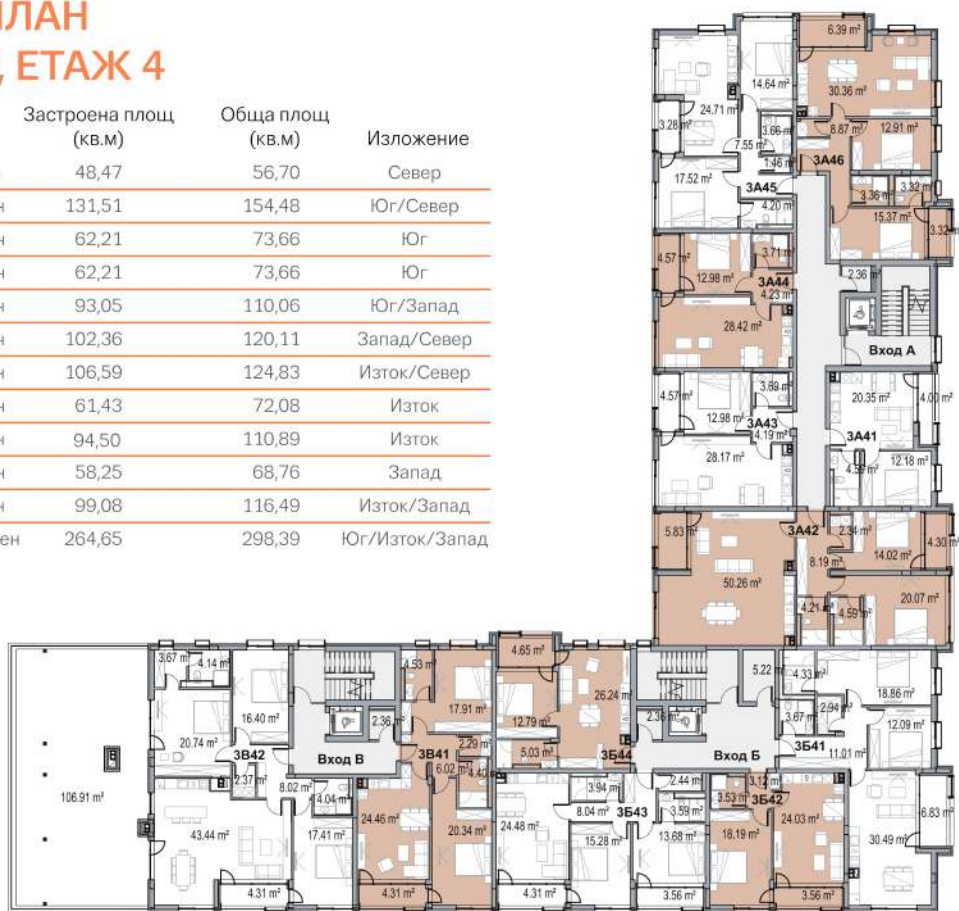 ПЛАН
ЕТАЖ 4
Застроена площ
(кв.м)
Обща площ
(кв.м)
Изложение
48,47 56,70 Север
131,51 154,48 Юг/Север
62,21 73,66 Юг
62,21 73,66 Юг
93,05 110,06 Юг/Запад
102,36 120,11 Запад/Север
106,59 124,83 Изток/Север
61,43 72,08 Изток
94,50 110,89 Изток
58,25 68,76 Запад
99,08 116,49 Изток/Запад
264,65 298,39 Юг/Изток/Запад
6.39 m²
14.64 m²
30.36 m²
24.71 m²
3.28 m²
3.66 m²
8.87 m²
12.91 m²
7.55 m²
1.46 m²
3А46
17.52 m²
3А45
3.36 m²
3.32 m²
4.20 m²
15.37 m²
3.32 m
3.71 m²
4.57 m²
12.98 m²
3А44
4.23 m²
2.36 m²
28.42 m²
Вход А
3.69 m²
4.57 m²
12.98 m²
3А43
4.19 m²
20.35 m²
3А41
28.17 m²
12.18 m²
5.83 m²
3А42
2.34 m²
14.02 m²
4.30 m²
8.19 m²
50.26 m²
20.07 m²
4.21 m²
4.59 m²
3.67 m²
4.14 m²
4.53 m²
4.65 m²
5.22 m²
4.33 m²
26.24 m²
18.86 m²
16.40 m²
17.91 m²
12.79 m²
2.36 m²
2.36 m²
3.67 m²
2.94 m²
12.09 m²
20.74 m²
3В42
Вход В
3В41
2.29 m²
5.03 m²
3Б44
Вход Б
3Б41
11.01 m²
2.37 m²
8.02 m²
6.02 m²
4.40 m²
3.94 m²
2.44 m²
3.12 m²
106.91 m²
14.04 m²
24.46 m²
24.48 m²
8.04 m²
3Б43
3.59 m²
3.53 m²
3Б42
24.03 m²
6.83 m²
43.44 m²
17.41 m²
20.34 m²
15.28 m²
13.68 m²
18.19 m²
30.49 m²
4.31 m²
4.31 m²
4.31 m²
3.56 m²
3.56 m²